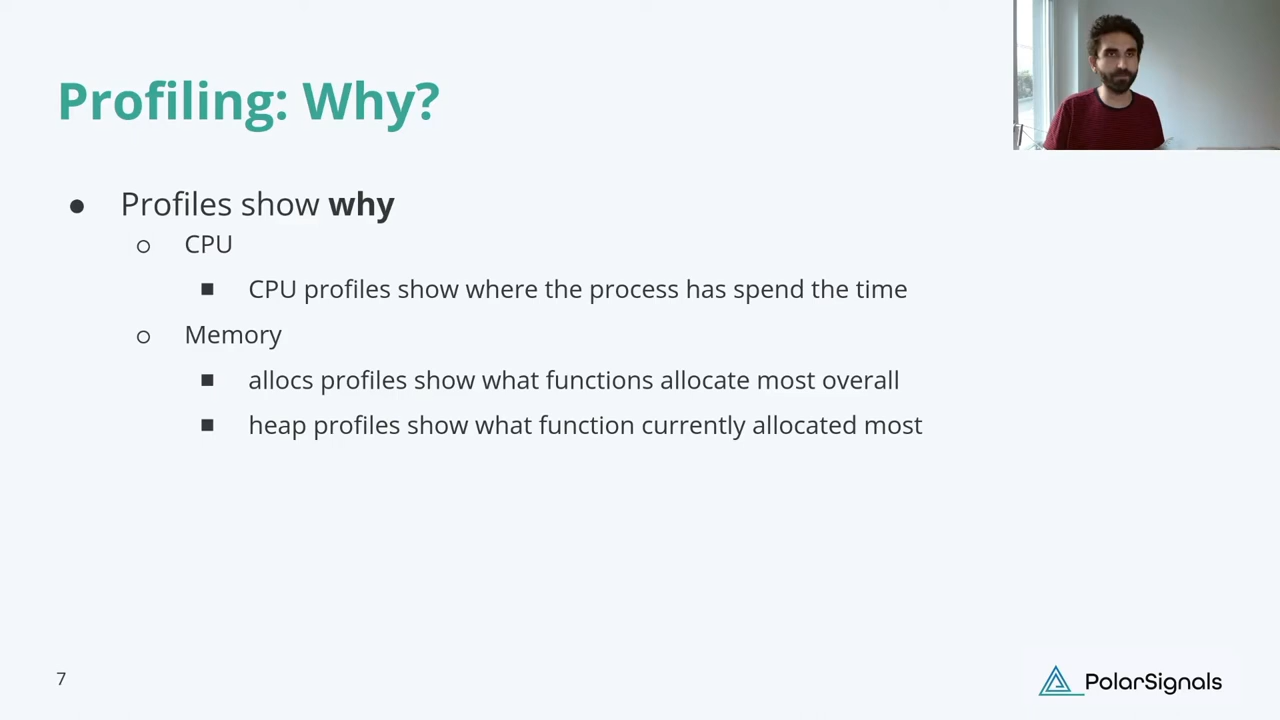 Profiling: Why?
● Profiles show why
○ CPU
■ CPU profiles show where the process has spend the time
○ Memory
■ allocs profiles show what functions allocate most overall
■ heap profiles show what function currently allocated most
7
PolarSignals